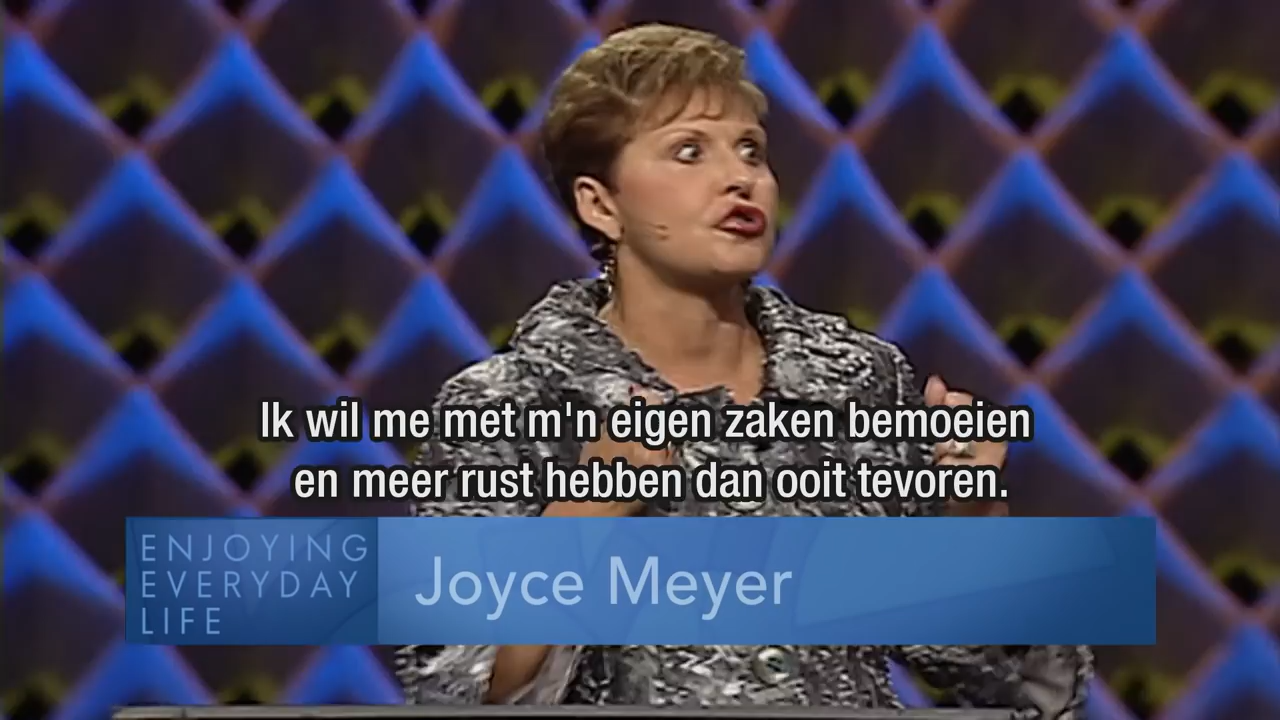 Ik wil me met m'n eigen zaken bemoeien
en meer rust hebben dan ooit tevoren.
ENJOYING
EVERYDAY
LIFE
Joyce Meyer